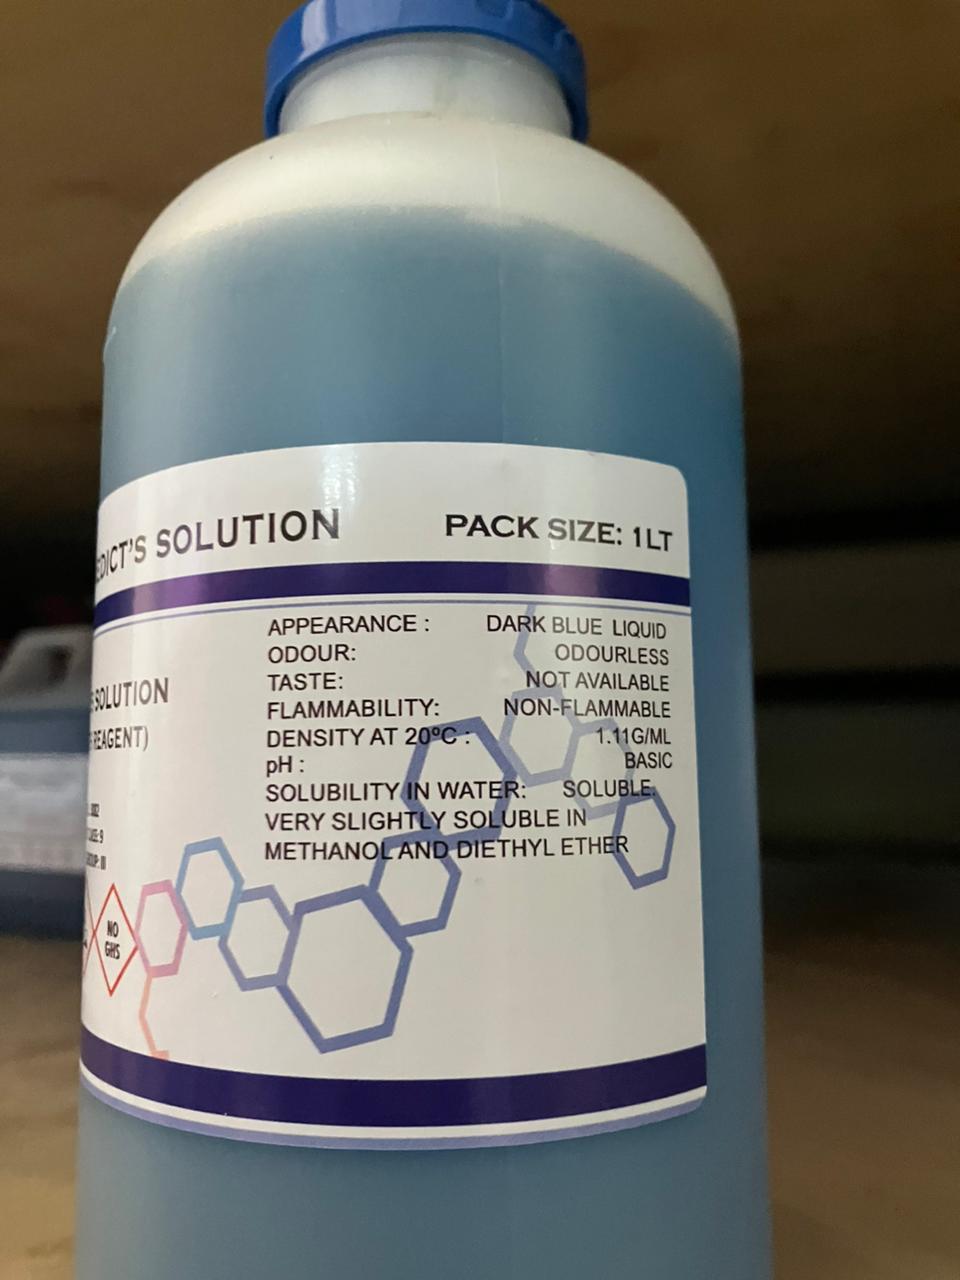 EDICT'S SOLUTION PACK SIZE: 1LT
SOLUTION
REAGENT)
APPEARANCE : DARK BLUE LIQUID
ODOUR: ODOURLESS
TASTE: NOT AVAILABLE
FLAMMABILITY: NON-FLAMMABLE
DENSITY AT 20ºC : 1.11G/ML
pH : BASIC
SOLUBILITY IN WATER: SOLUBLE.
VERY SLIGHTLY SOLUBLE IN
METHANOL AND DIETHYL ETHER
NO
GHS